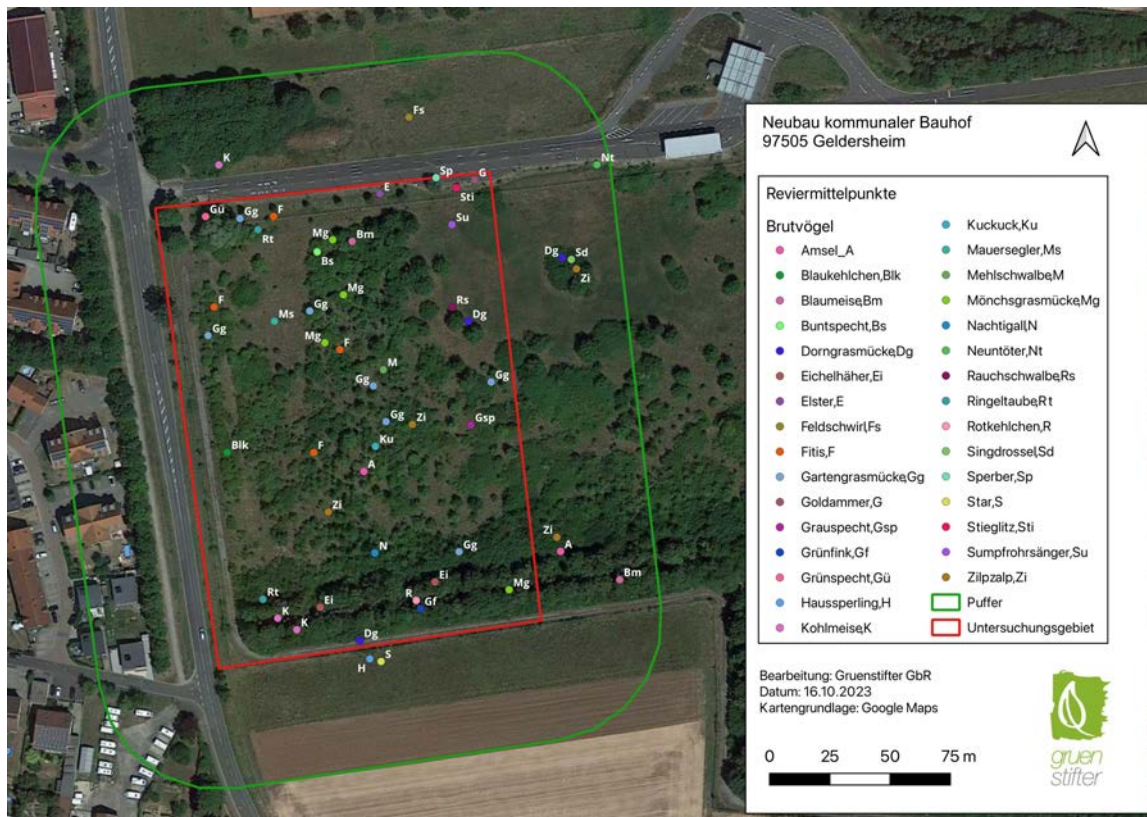 Fs
K
Nt
Sp
G
E
Sti
Gü
Gg
F
Su
Rt
Mg
Bm
Bs
Dg
Sd
Zi
Mg
F
Gg
Rs
Ms
Dg
Gg
Mg
F
M
Gg
Gg
Gg
Zi
Gsp
Ku
Blk
F
A
Zi
Zi
N
Gg
A
Ei
Bm
Mg
Rt
R
Ei
Gf
K
K
Dg
H
S
Neubau kommunaler Bauhof
97505 Geldersheim
Reviermittelpunkte
Brutvögel
Amsel_A
Blaukehlchen,Blk
Blaumeise,Bm
Buntspecht,Bs
Dorngrasmücke,Dg
Eichelhäher,Ei
Elster,E
Feldschwirl,Fs
Fitis,F
Gartengrasmücke,Gg
Goldammer,G
Grauspecht,Gsp
Grünfink,Gf
Grünspecht,Gü
Haussperling,H
Kohlmeise,K
Kuckuck,Ku
Mauersegler,Ms
Mehlschwalbe,M
Mönchsgrasmücke,Mg
Nachtigall,N
Neuntöter,Nt
Rauchschwalbe,Rs
Ringeltaube,Rt
Rotkehlchen,R
Singdrossel,Sd
Sperber,Sp
Star,S
Stieglitz,Sti
Sumpfrohrsänger,Su
Zilpzalp,Zi
Puffer
Untersuchungsgebiet
Bearbeitung: Gruenstifter GbR
Datum: 16.10.2023
Kartengrundlage: Google Maps
0 25 50 75 m
gruen
stifter